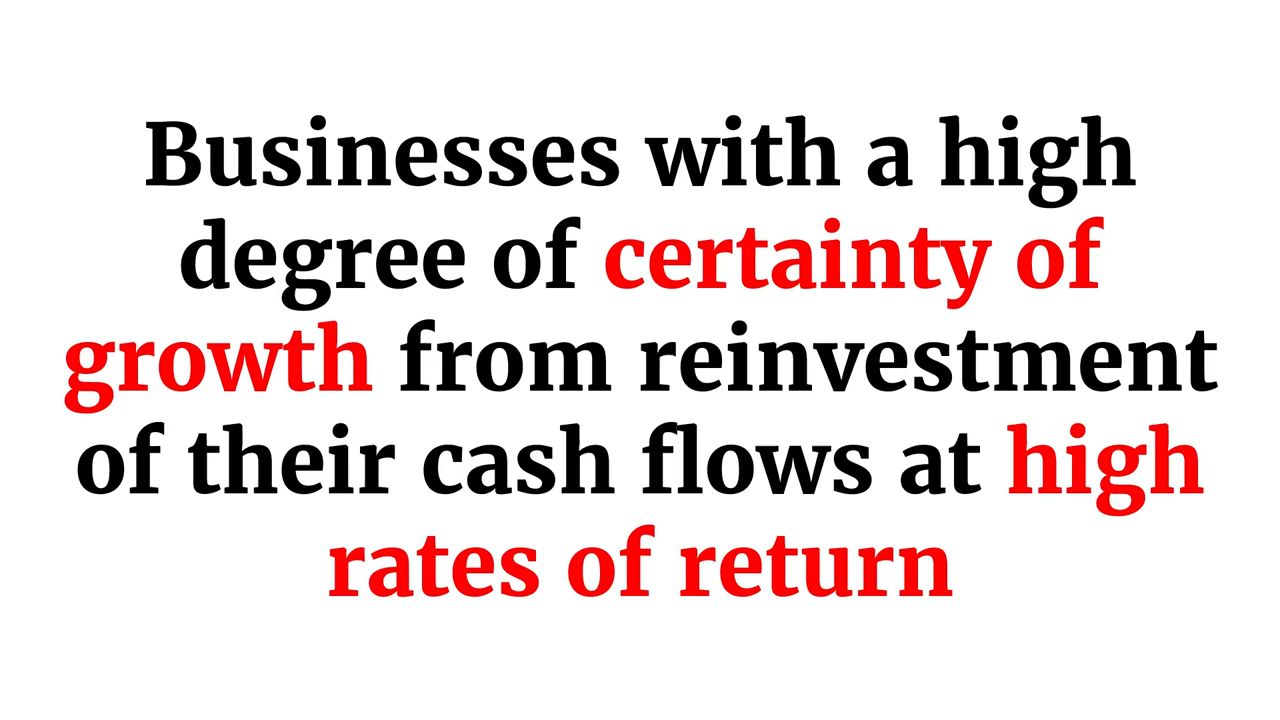 Businesses with a high
degree of certainty of
growth from reinvestment
of their cash flows at high
rates of return